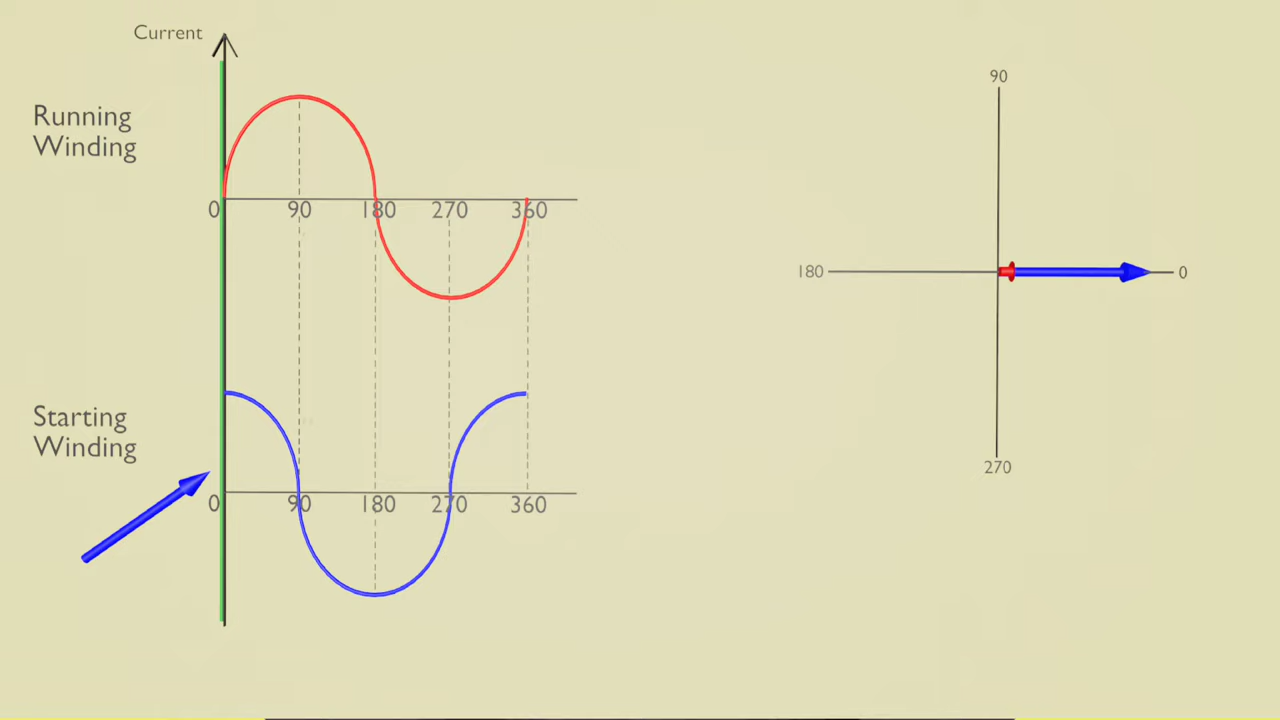 Current
Running
Winding
0 90 180 270 360
Starting
Winding
0 90 180 270 360
90
180
0
270